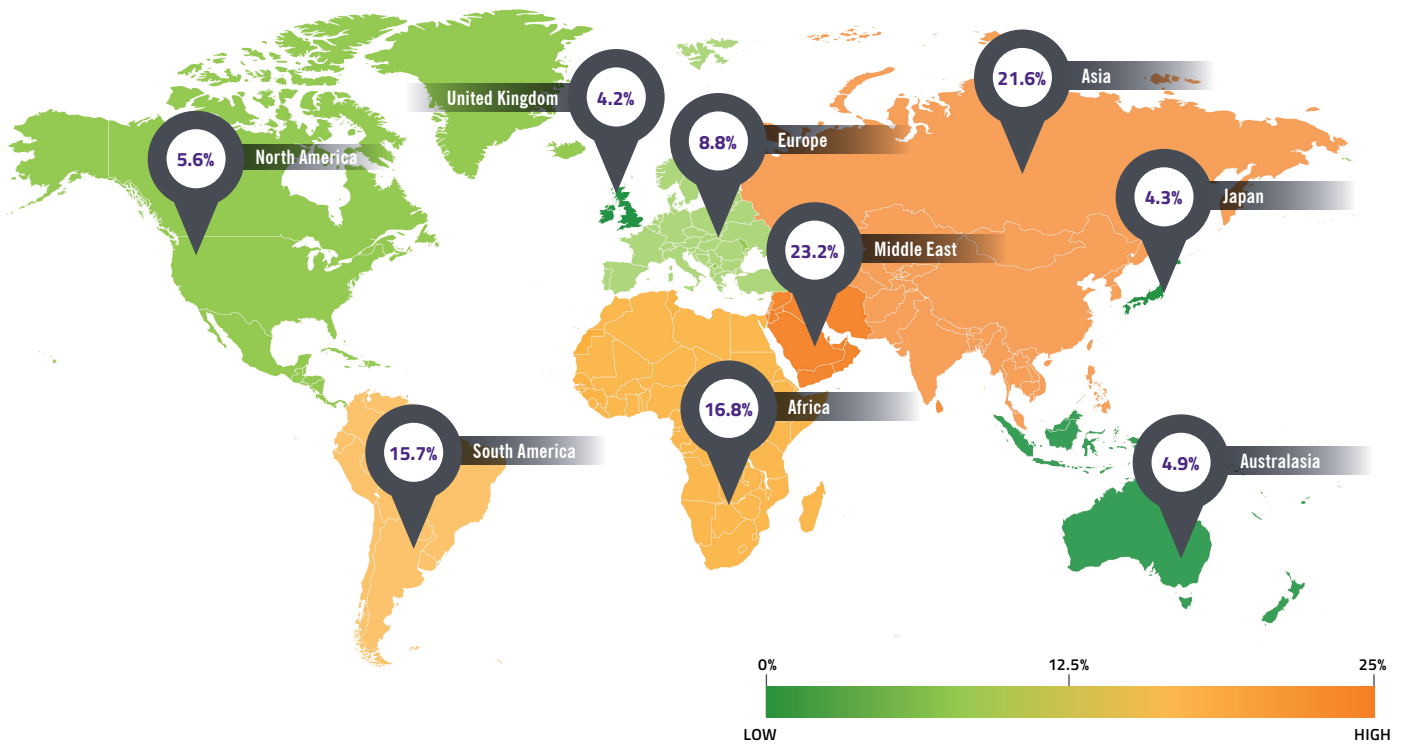 21.6%
Asia
United Kingdom
4.2%
8.8%
Europe
5.6%
North America
4.3%
Japan
23.2%
Middle East
16.8%
Africa
15.7%
South America
4.9%
Australasia
0%
12.5%
25%
LOW
HIGH